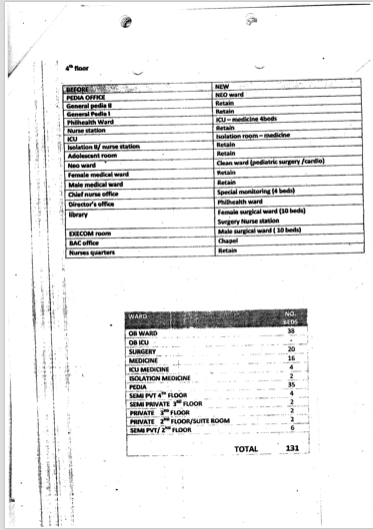 4th floor
BEFORE NEW
PEDIA OFFICE NEO ward
General pedia II Retain
General Pedia I Retain
Philhealth Ward ICU – medicine 4beds
Nurse station Retain
ICU Isolation room – medicine
Isolation II/ nurse station Retain
Adolescent room Retain
Neo ward Clean ward (pediatric surgery /cardio)
Female medical ward Retain
Male medical ward Retain
Chief nurse office Special monitoring (4 beds)
Director's office Philhealth ward
library Female surgical ward (10 beds)
Surgery Nurse station
EXECOM room Male surgical ward ( 10 beds)
BAC office Chapel
Nurses quarters Retain
WARD NO. BEDS
OB WARD 38
OB ICU -
SURGERY 20
MEDICINE 16
ICU MEDICINE 4
ISOLATION MEDICINE 2
PEDIA 35
SEMI PVT 4TH FLOOR 4
SEMI PRIVATE 3RD FLOOR 2
PRIVATE 3RD FLOOR 2
PRIVATE 2ND FLOOR/SUITE ROOM 2
SEMI PVT/ 2ND FLOOR 6
TOTAL 131